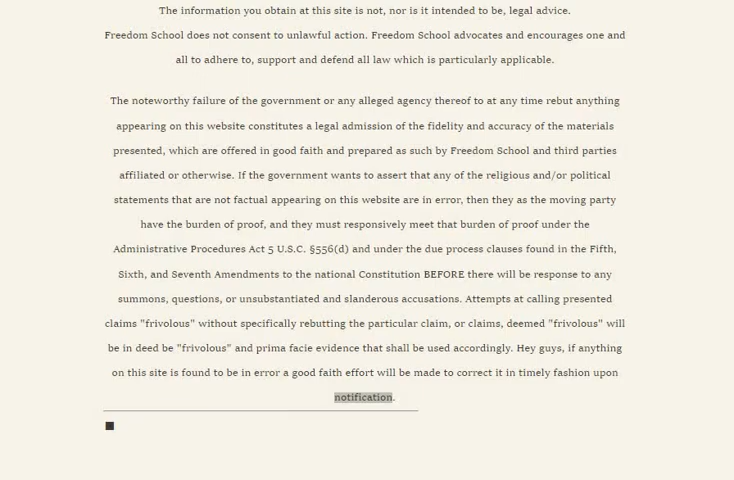 The information you obtain at this site is not, nor is it intended to be, legal advice.
Freedom School does not consent to unlawful action. Freedom School advocates and encourages one and
all to adhere to, support and defend all law which is particularly applicable.
The noteworthy failure of the government or any alleged agency thereof to at any time rebut anything
appearing on this website constitutes a legal admission of the fidelity and accuracy of the materials
presented, which are offered in good faith and prepared as such by Freedom School and third parties
affiliated or otherwise. If the government wants to assert that any of the religious and/or political
statements that are not factual appearing on this website are in error, then they as the moving party
have the burden of proof, and they must responsively meet that burden of proof under the
Administrative Procedures Act 5 U.S.C. §556(d) and under the due process clauses found in the Fifth,
Sixth, and Seventh Amendments to the national Constitution BEFORE there will be response to any
summons, questions, or unsubstantiated and slanderous accusations. Attempts at calling presented
claims "frivolous" without specifically rebutting the particular claim, or claims, deemed "frivolous" will
be in deed be "frivolous" and prima facie evidence that shall be used accordingly. Hey guys, if anything
on this site is found to be in error a good faith effort will be made to correct it in timely fashion upon
notification.